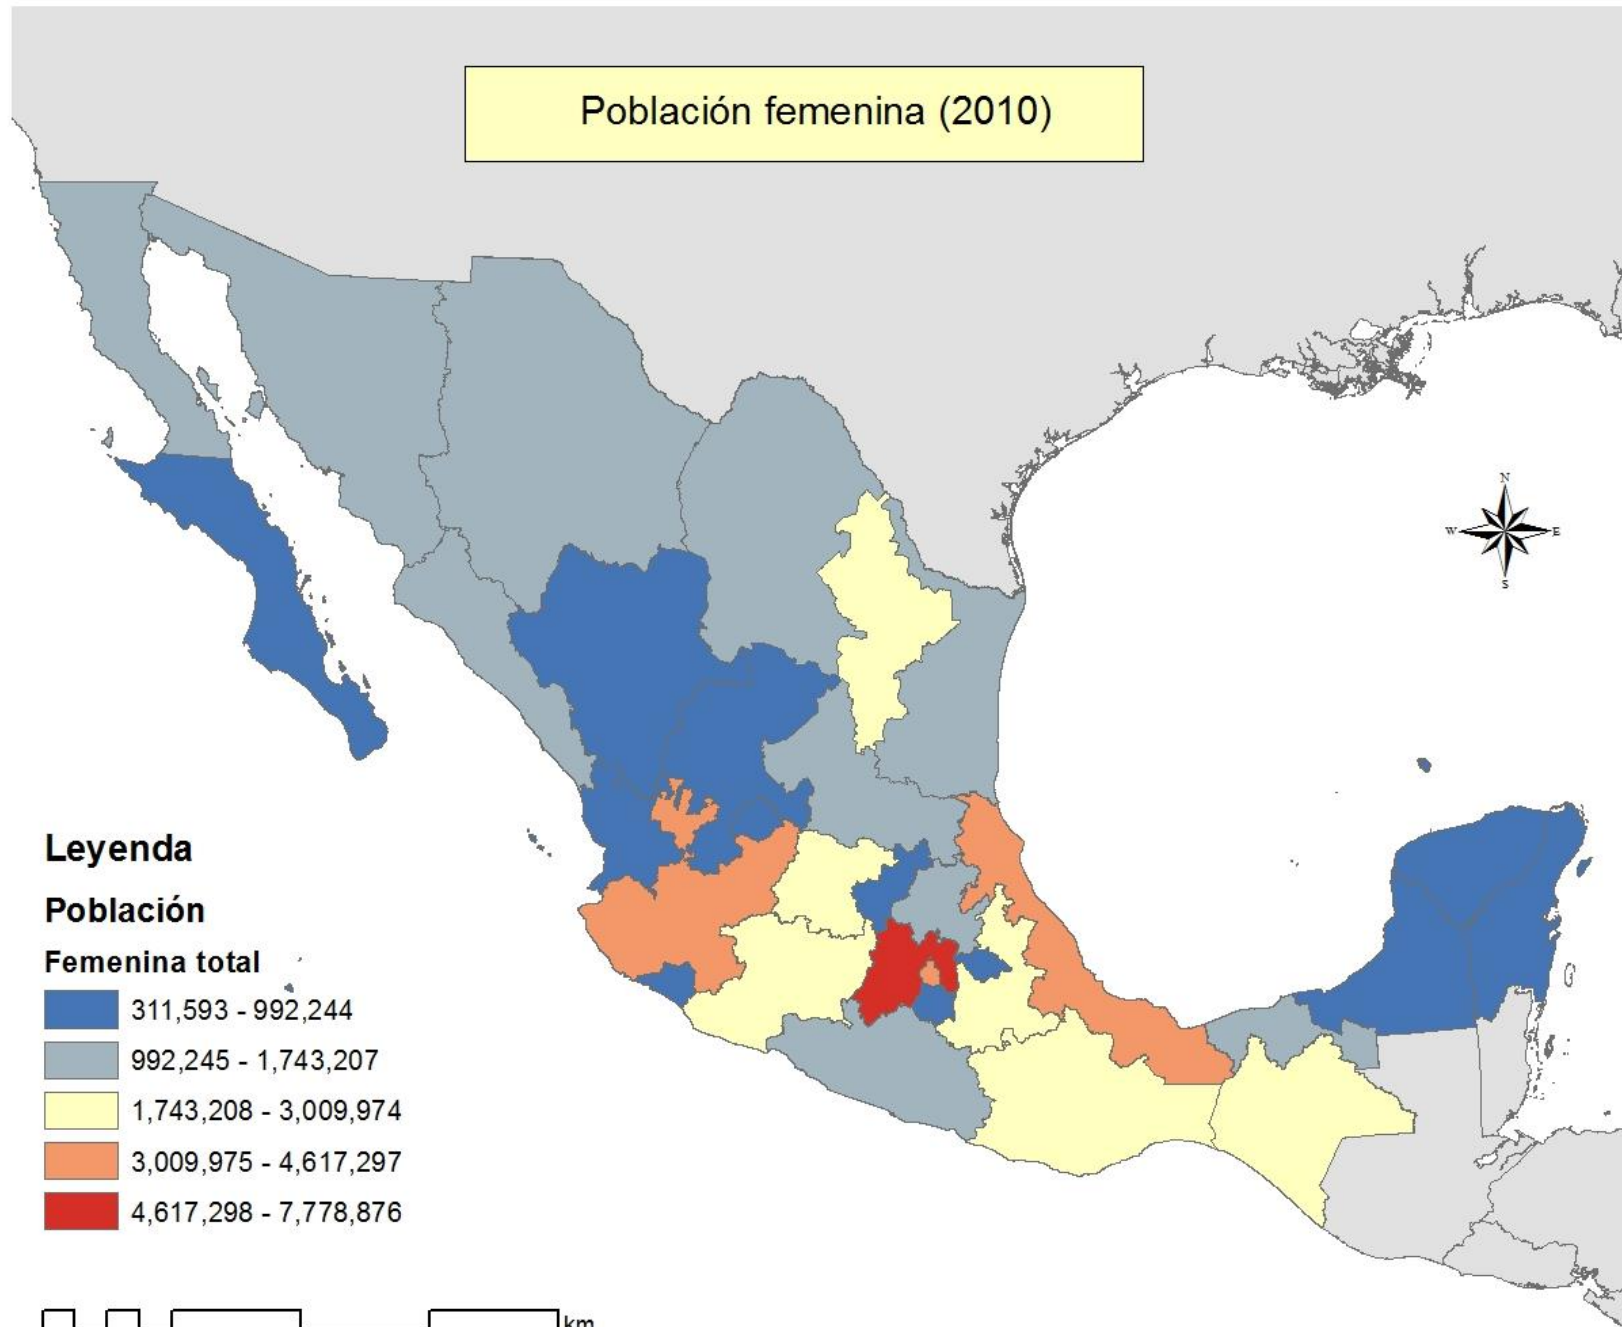 Población femenina (2010)
N
W
E
S
Leyenda
Población
Femenina total
311,593 - 992,244
992,245 - 1,743,207
1,743,208 - 3,009,974
3,009,975 - 4,617,297
4,617,298 - 7,778,876
km